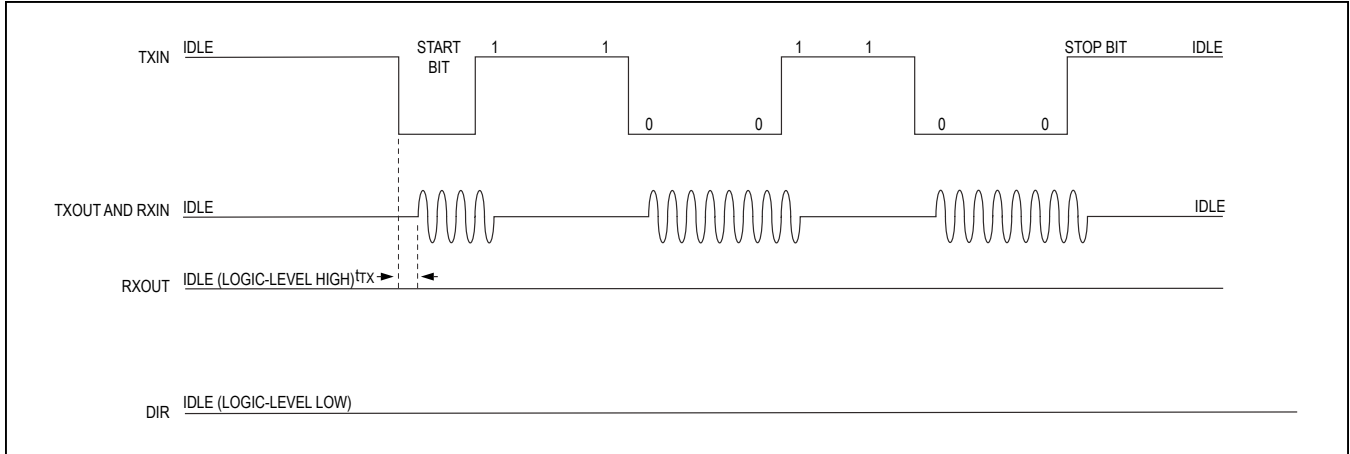 TXIN IDLE START BIT 1 1 1 1 STOP BIT IDLE
0 0 0 0
TXOUT AND RXIN IDLE IDLE
RXOUT IDLE (LOGIC-LEVEL HIGH) tTX
DIR IDLE (LOGIC-LEVEL LOW)